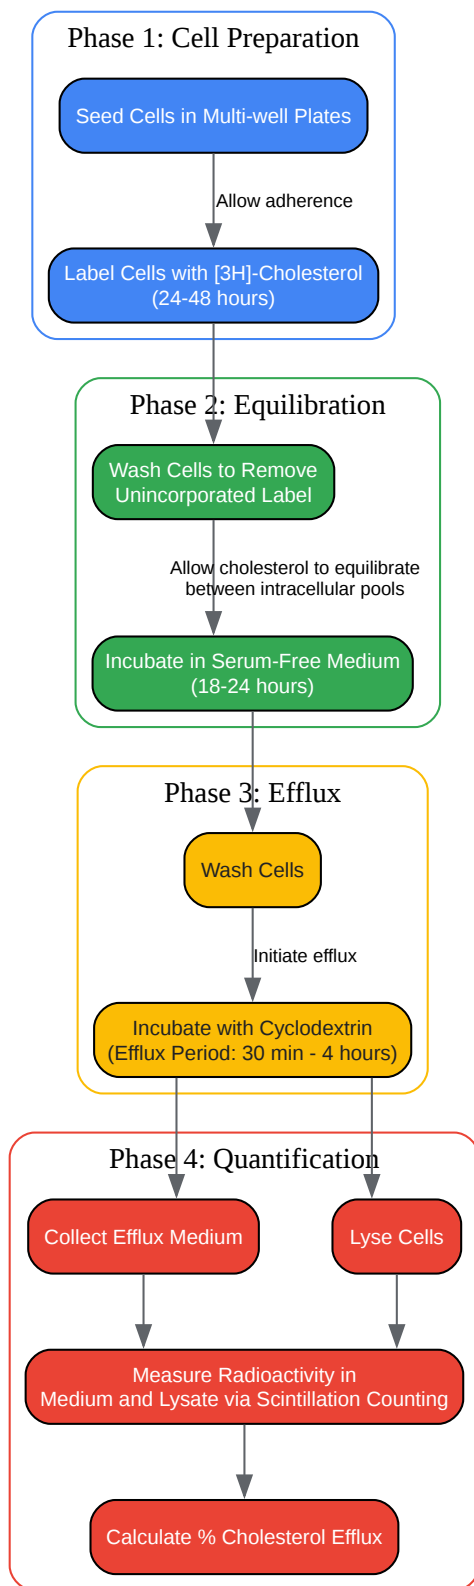 Phase 1: Cell Preparation
Seed Cells in Multi-well Plates
Allow adherence
Label Cells with [3H]-Cholesterol
(24-48 hours)
Phase 2: Equilibration
Wash Cells to Remove
Unincorporated Label
Allow cholesterol to equilibrate
between intracellular pools
Incubate in Serum-Free Medium
(18-24 hours)
Phase 3: Efflux
Wash Cells
Initiate efflux
Incubate with Cyclodextrin
(Efflux Period: 30 min - 4 hours)
Phase 4: Quantification
Collect Efflux Medium
Lyse Cells
Measure Radioactivity in
Medium and Lysate via Scintillation Counting
Calculate % Cholesterol Efflux